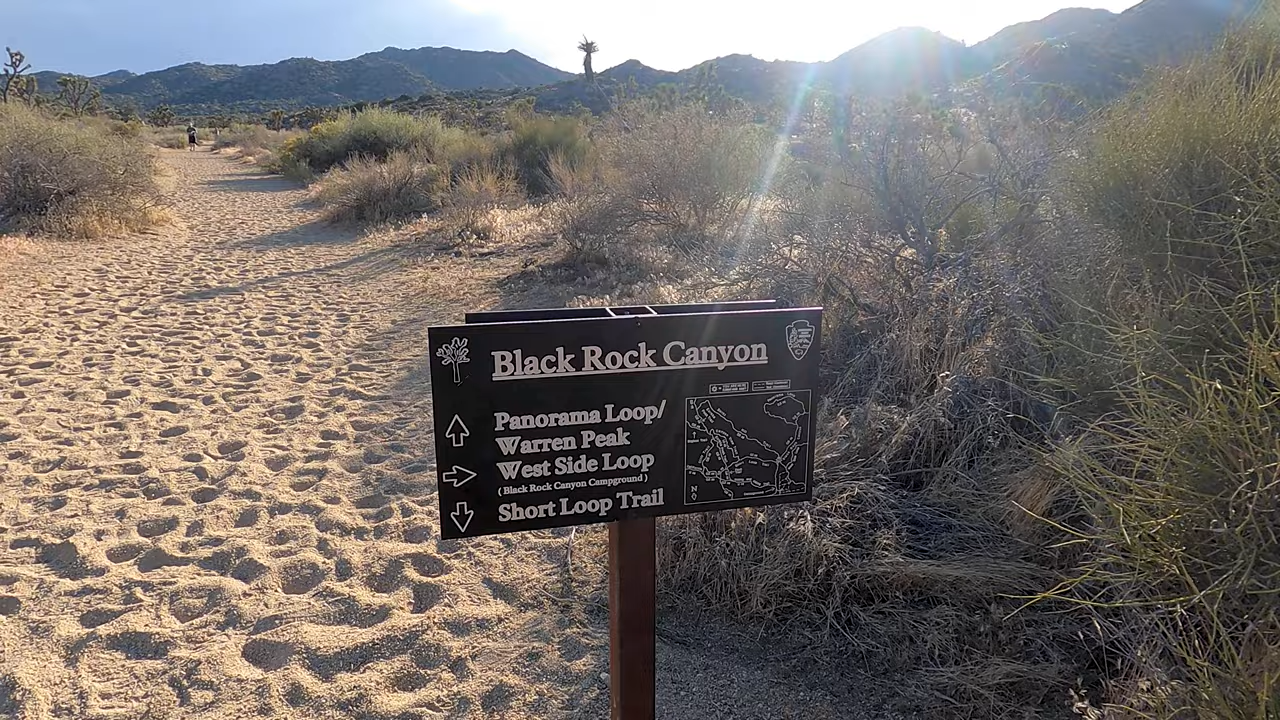 Black Rock Canyon
Panorama Loop/
Warren Peak
West Side Loop
( Black Rock Canyon Campground )
Short Loop Trail
N